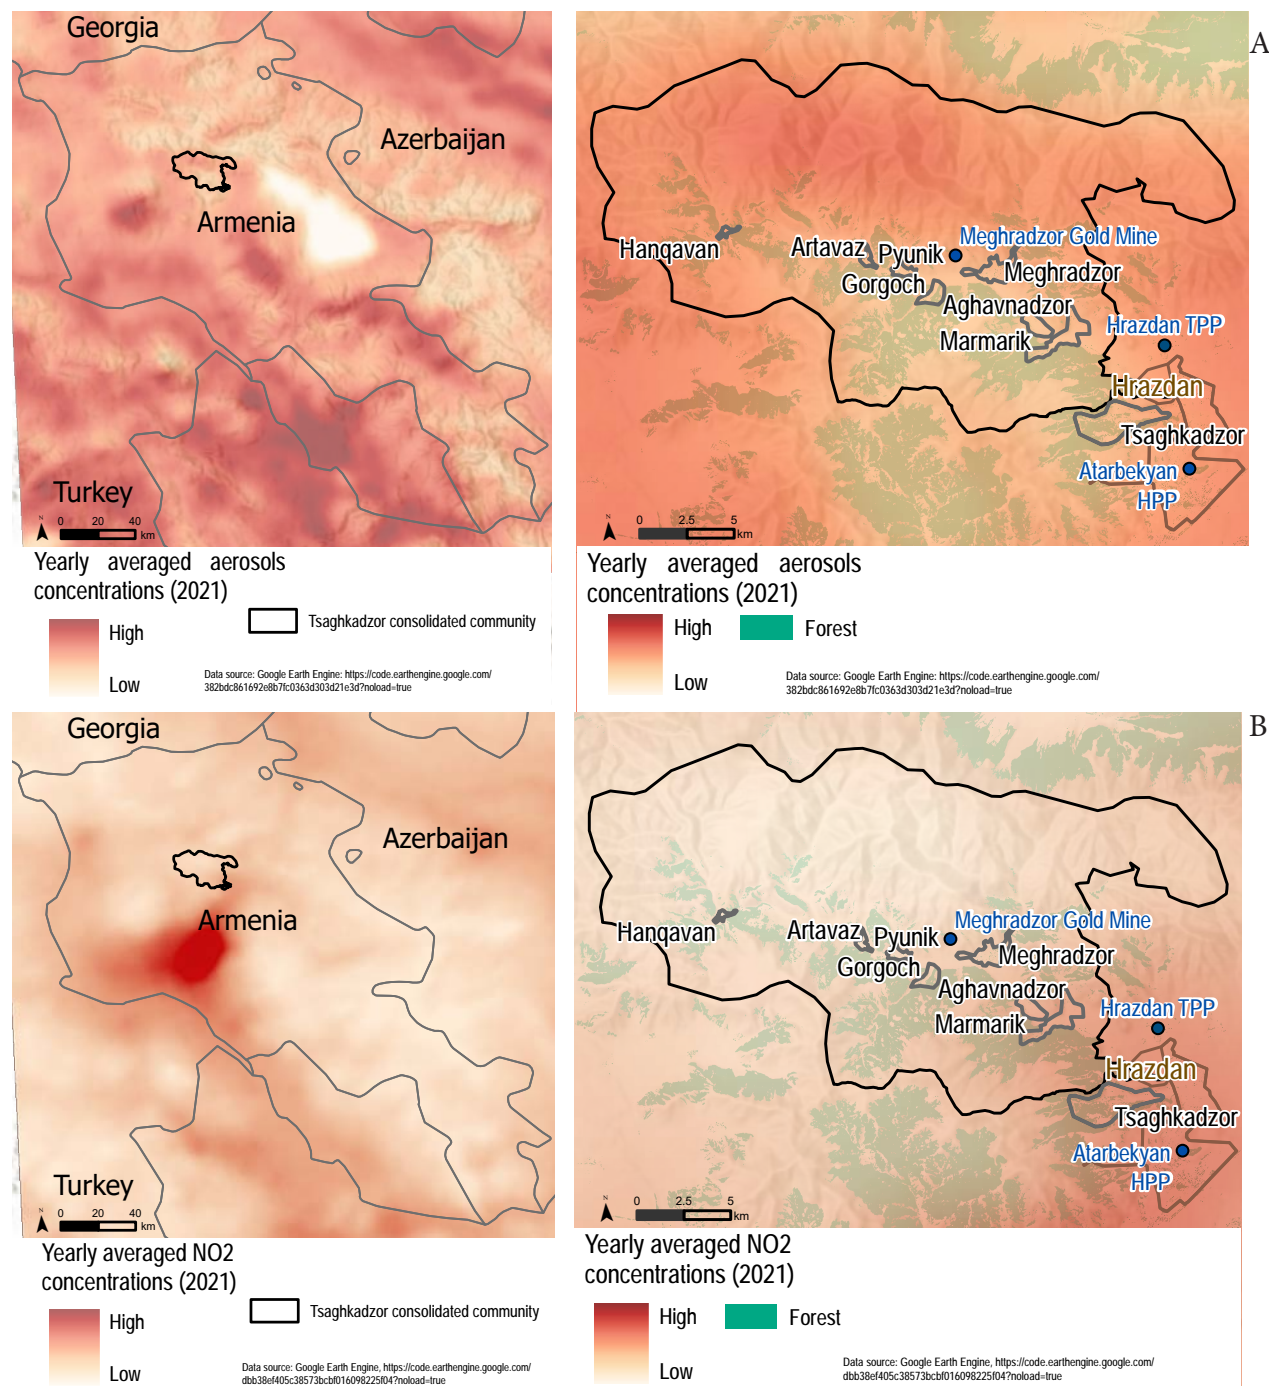 Georgia
Azerbaijan
Armenia
Turkey
N
0 20 40
km
Yearly averaged aerosols
concentrations (2021)
High
Low
Tsaghkadzor consolidated community
Data source: Google Earth Engine: https://code.earthengine.google.com/
382bdc861692e8b7fc0363d303d21e3d?noload=true
A
Hanqavan
Artavaz
Pyunik
Meghradzor Gold Mine
Gorgoch
Meghradzor
Aghavnadzor
Marmarik
Hrazdan TPP
Hrazdan
Tsaghkadzor
Atarbekyan
HPP
N
0 2.5 5
km
Yearly averaged aerosols
concentrations (2021)
High
Low
Forest
Data source: Google Earth Engine: https://code.earthengine.google.com/
382bdc861692e8b7fc0363d303d21e3d?noload=true
Georgia
Azerbaijan
Armenia
Turkey
N
0 20 40
km
Yearly averaged NO2
concentrations (2021)
High
Low
Tsaghkadzor consolidated community
Data source: Google Earth Engine, https://code.earthengine.google.com/
dbb38ef405c38573bcbf016098225f04?noload=true
B
Hanqavan
Artavaz
Pyunik
Meghradzor Gold Mine
Gorgoch
Meghradzor
Aghavnadzor
Marmarik
Hrazdan TPP
Hrazdan
Tsaghkadzor
Atarbekyan
HPP
N
0 2.5 5
km
Yearly averaged NO2
concentrations (2021)
High
Low
Forest
Data source: Google Earth Engine, https://code.earthengine.google.com/
dbb38ef405c38573bcbf016098225f04?noload=true